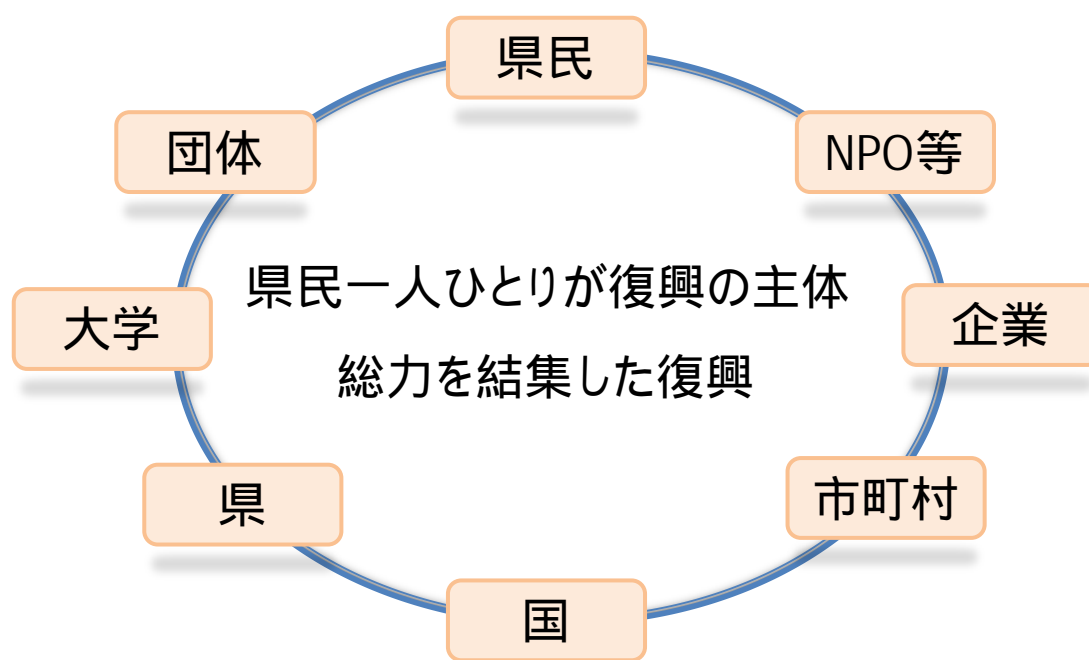 県民
団体
NPO等
県民一人ひとりが復興の主体
大学
企業
総力を結集した復興
県
市町村
国